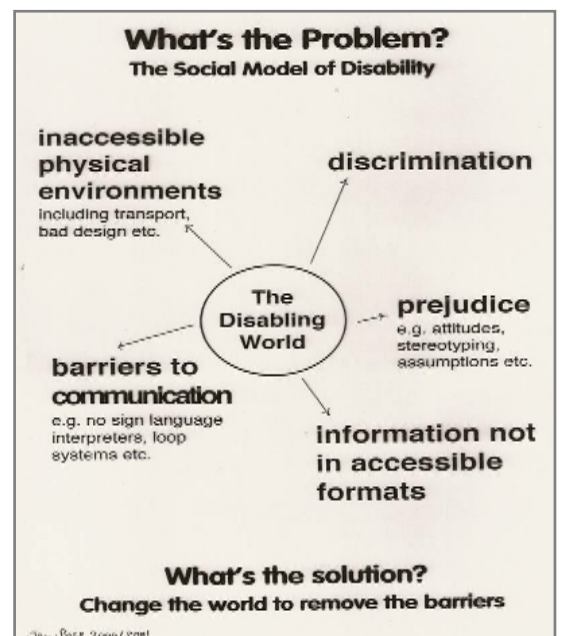 What's the Problem?
The Social Model of Disability
inaccessible
physical
environments
including transport,
bad design etc.
discrimination
The
Disabling
World
prejudice
e.g. attitudes,
stereotyping,
assumptions etc.
barriers to
communication
e.g. no sign language
interpreters, loop
systems etc.
information not
in accessible
formats
What's the solution?
Change the world to remove the barriers